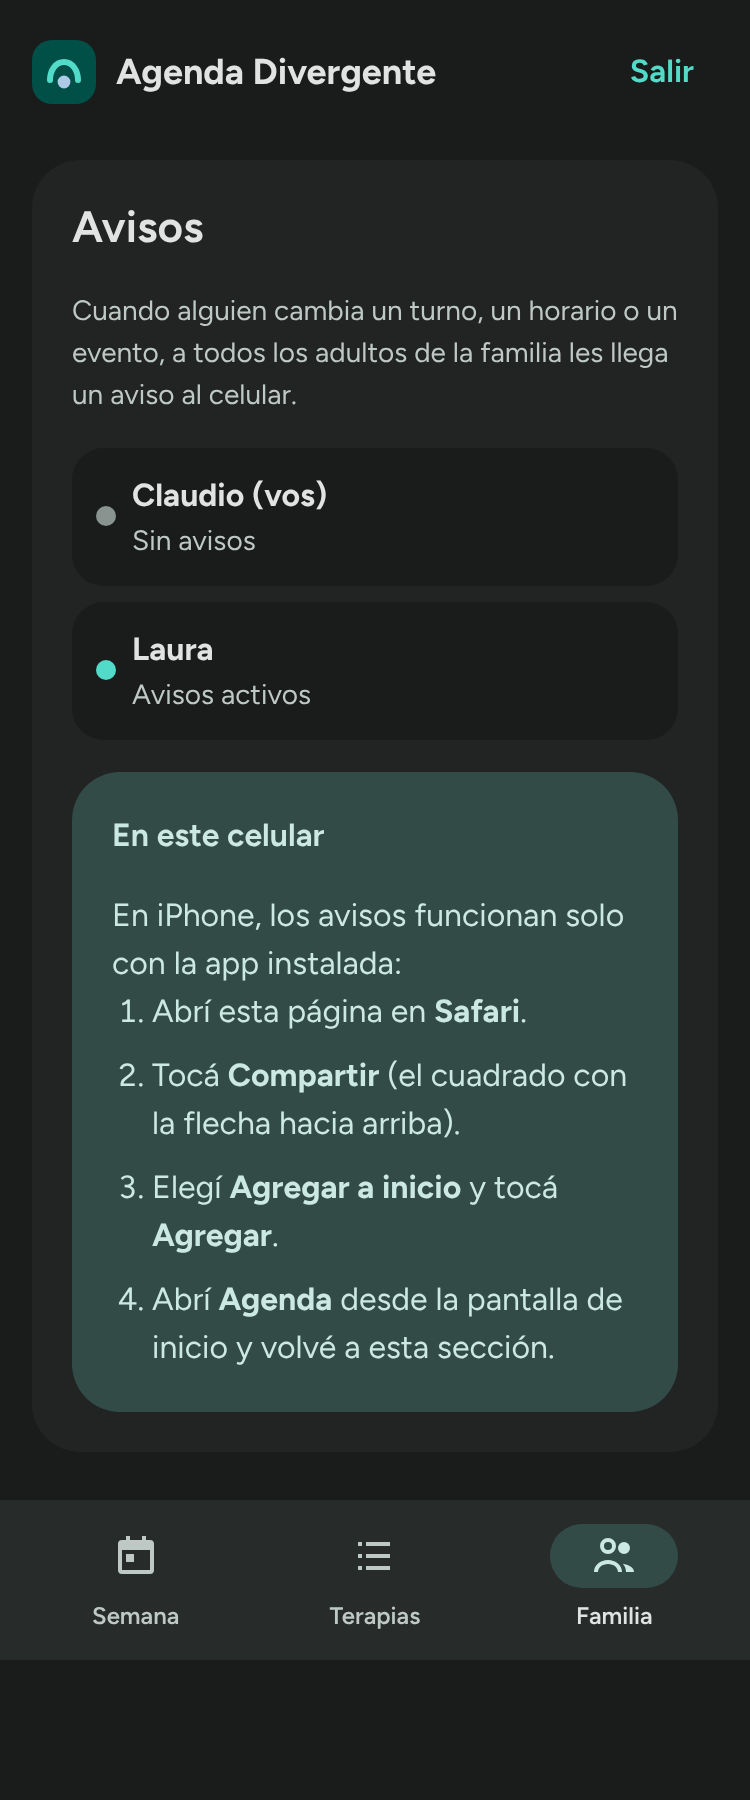 Agenda Divergente
Salir
Avisos
Cuando alguien cambia un turno, un horario o un
evento, a todos los adultos de la familia les llega
un aviso al celular.
Claudio (vos)
Sin avisos
Laura
Avisos activos
En este celular
En iPhone, los avisos funcionan solo
con la app instalada:
1. Abrí esta página en Safari.
2. Tocá Compartir (el cuadrado con
la flecha hacia arriba).
3. Elegí Agregar a inicio y tocá
Agregar.
4. Abrí Agenda desde la pantalla de
inicio y volvé a esta sección.
Semana
Terapias
Familia